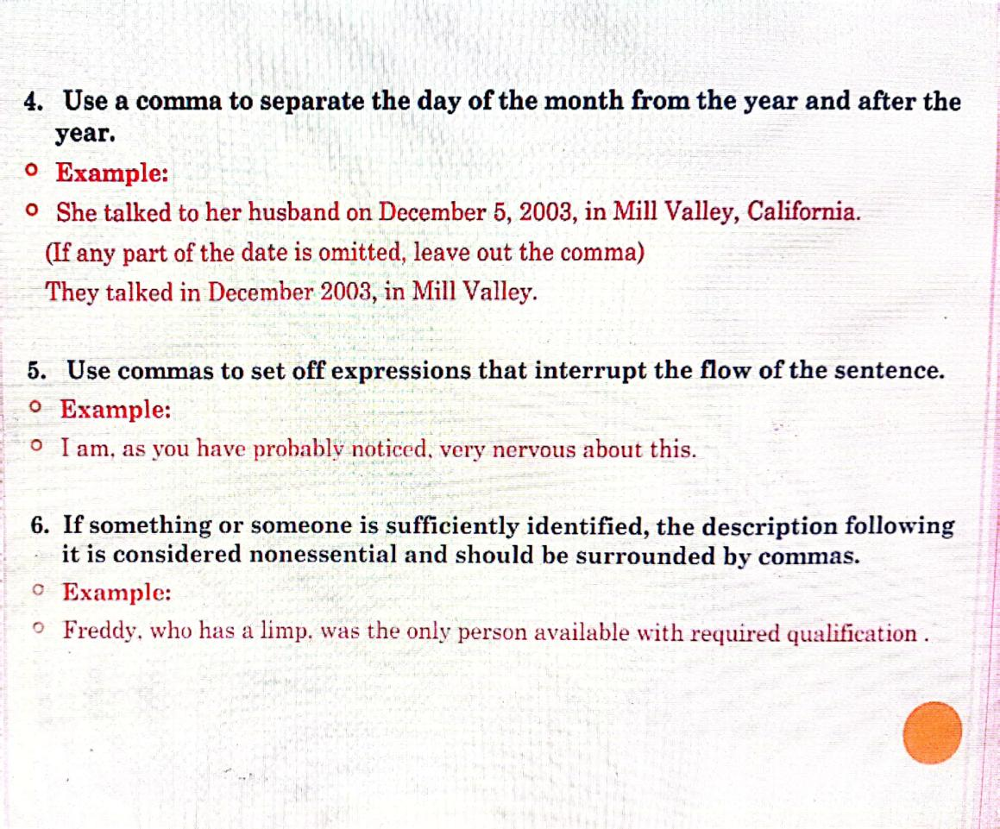 4. Use a comma to separate the day of the month from the year and after the
year.
Example:
She talked to her husband on December 5, 2003, in Mill Valley, California.
(If any part of the date is omitted, leave out the comma)
They talked in December 2003, in Mill Valley.
5. Use commas to set off expressions that interrupt the flow of the sentence.
Example:
I am, as you have probably noticed, very nervous about this.
6. If something or someone is sufficiently identified, the description following
it is considered nonessential and should be surrounded by commas.
Example:
Freddy, who has a limp, was the only person available with required qualification .